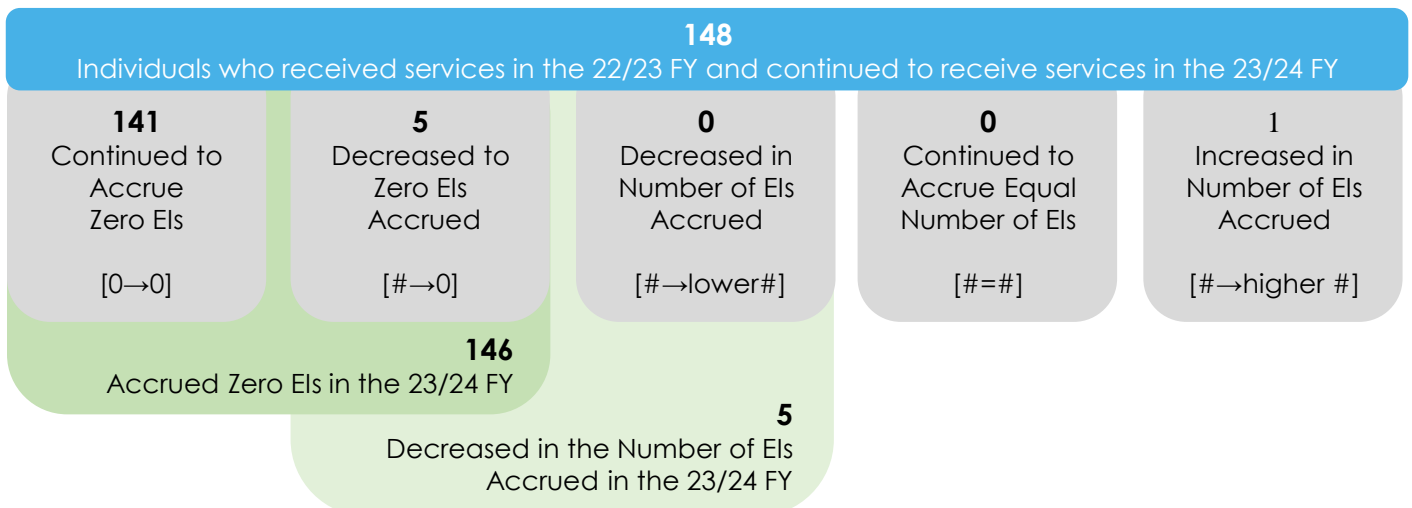 148
Individuals who received services in the 22/23 FY and continued to receive services in the 23/24 FY
141
Continued to
Accrue
Zero EIs
[0→0]
5
Decreased to
Zero EIs
Accrued
[#→0]
0
Decreased in
Number of EIs
Accrued
[#→lower#]
0
Continued to
Accrue Equal
Number of EIs
[#=#]
1
Increased in
Number of EIs
Accrued
[#→higher #]
146
Accrued Zero EIs in the 23/24 FY
5
Decreased in the Number of EIs
Accrued in the 23/24 FY